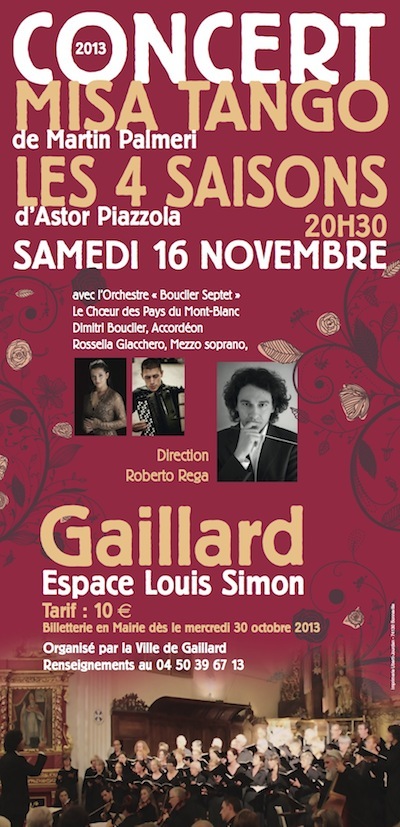 CONCERT
2013
MISA TANGO
de Martin Palmeri
LES 4 SAISONS
d'Astor Piazzola
20H30
SAMEDI 16 NOVEMBRE
avec l'Orchestre « Bouclier Septet »
Le Chœur des Pays du Mont-Blanc
Dimitri Bouclier, Accordéon
Rossella Giacchero, Mezzo soprano,
Direction
Roberto Rega
Gaillard
Espace Louis Simon
Tarif : 10 €
Billetterie en Mairie dès le mercredi 30 octobre 2013
Organisé par la Ville de Gaillard
Renseignements au 04 50 39 67 13